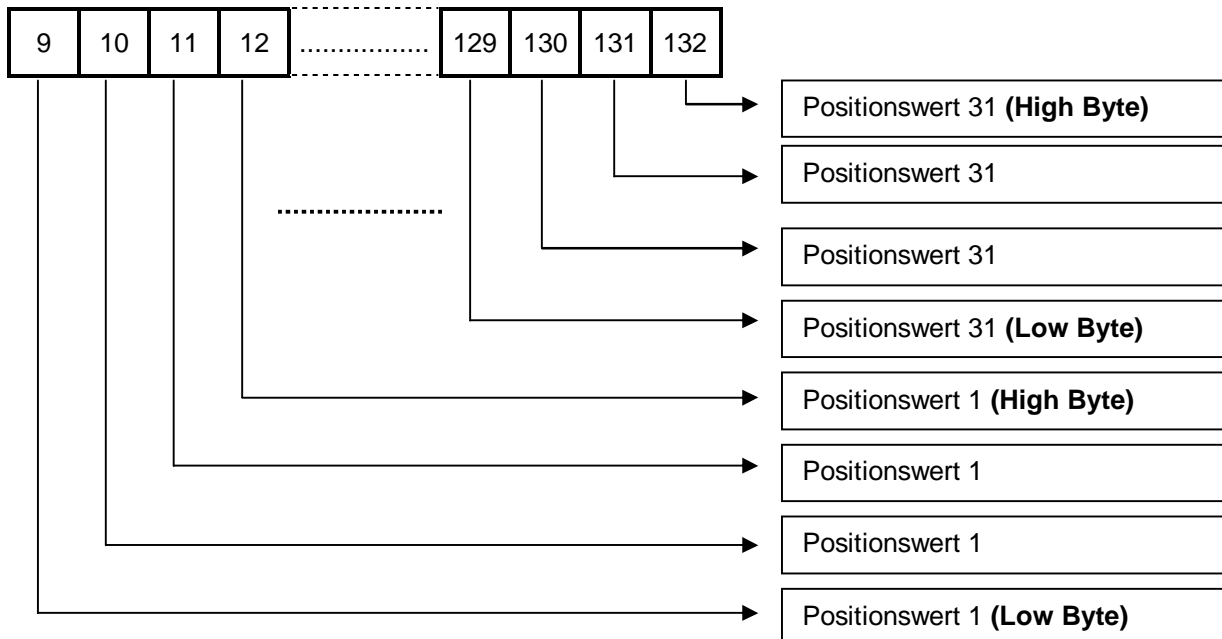 9 10 11 12 ................. 129 130 131 132
Positionswert 31 (High Byte)
Positionswert 31
Positionswert 31
Positionswert 31 (Low Byte)
Positionswert 1 (High Byte)
Positionswert 1
Positionswert 1
Positionswert 1 (Low Byte)